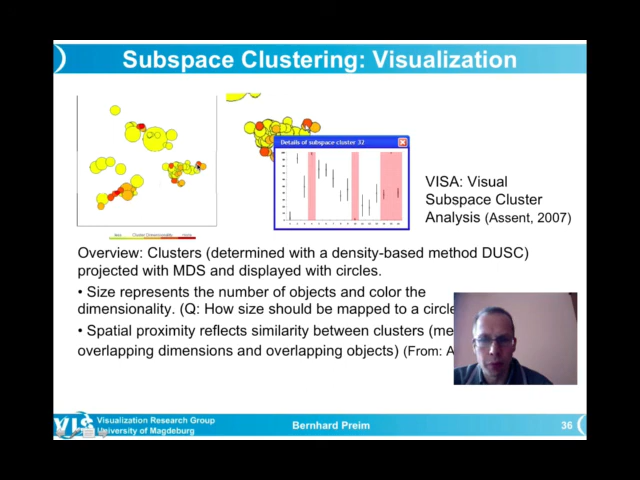 Subspace Clustering: Visualization
Details of subspace cluster 32
VISA: Visual
Subspace Cluster
Analysis (Assent, 2007)
Overview: Clusters (determined with a density-based method DUSC)
projected with MDS and displayed with circles.
• Size represents the number of objects and color the
dimensionality. (Q: How size should be mapped to a circle
• Spatial proximity reflects similarity between clusters (me
overlapping dimensions and overlapping objects) (From: A
VIS
Visualization Research Group
University of Magdeburg
Bernhard Preim
36